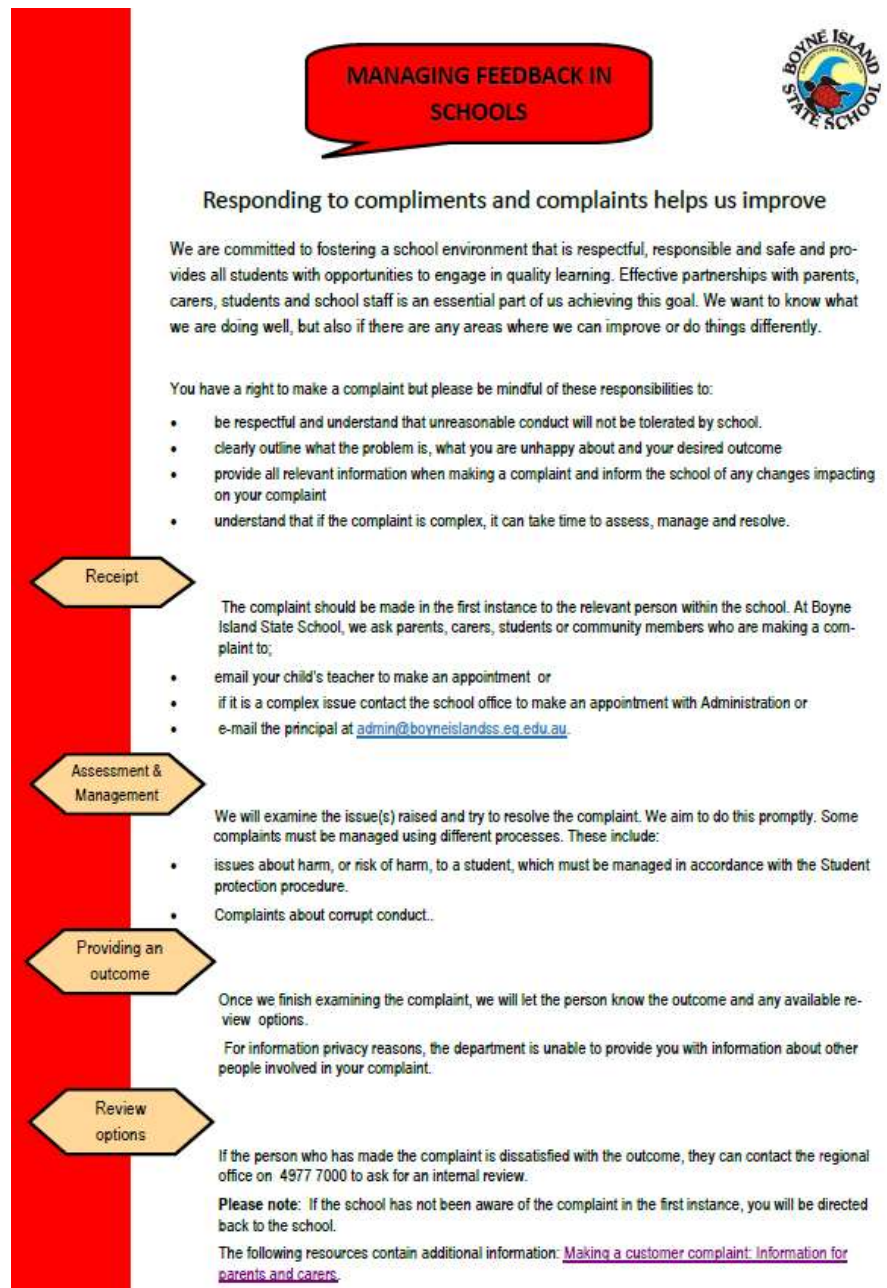 BOYNE ISLAND
STATE SCHOOL
MANAGING FEEDBACK IN
SCHOOLS
Responding to compliments and complaints helps us improve
We are committed to fostering a school environment that is respectful, responsible and safe and pro-
vides all students with opportunities to engage in quality learning. Effective partnerships with parents,
carers, students and school staff is an essential part of us achieving this goal. We want to know what
we are doing well, but also if there are any areas where we can improve or do things differently.
You have a right to make a complaint but please be mindful of these responsibilities to:
• be respectful and understand that unreasonable conduct will not be tolerated by school.
• clearly outline what the problem is, what you are unhappy about and your desired outcome
• provide all relevant information when making a complaint and inform the school of any changes impacting
on your complaint
• understand that if the complaint is complex, it can take time to assess, manage and resolve.
Receipt
The complaint should be made in the first instance to the relevant person within the school. At Boyne
Island State School, we ask parents, carers, students or community members who are making a com-
plaint to;
• email your child's teacher to make an appointment or
• if it is a complex issue contact the school office to make an appointment with Administration or
• e-mail the principal at admin@boyneislandss.eq.edu.au.
Assessment &
Management
We will examine the issue(s) raised and try to resolve the complaint. We aim to do this promptly. Some
complaints must be managed using different processes. These include:
• issues about harm, or risk of harm, to a student, which must be managed in accordance with the Student
protection procedure.
• Complaints about corrupt conduct..
Providing an
outcome
Once we finish examining the complaint, we will let the person know the outcome and any available re-
view options.
For information privacy reasons, the department is unable to provide you with information about other
people involved in your complaint.
Review
options
If the person who has made the complaint is dissatisfied with the outcome, they can contact the regional
office on 4977 7000 to ask for an internal review.
Please note: If the school has not been aware of the complaint in the first instance, you will be directed
back to the school.
The following resources contain additional information: Making a customer complaint: Information for
parents and carers.